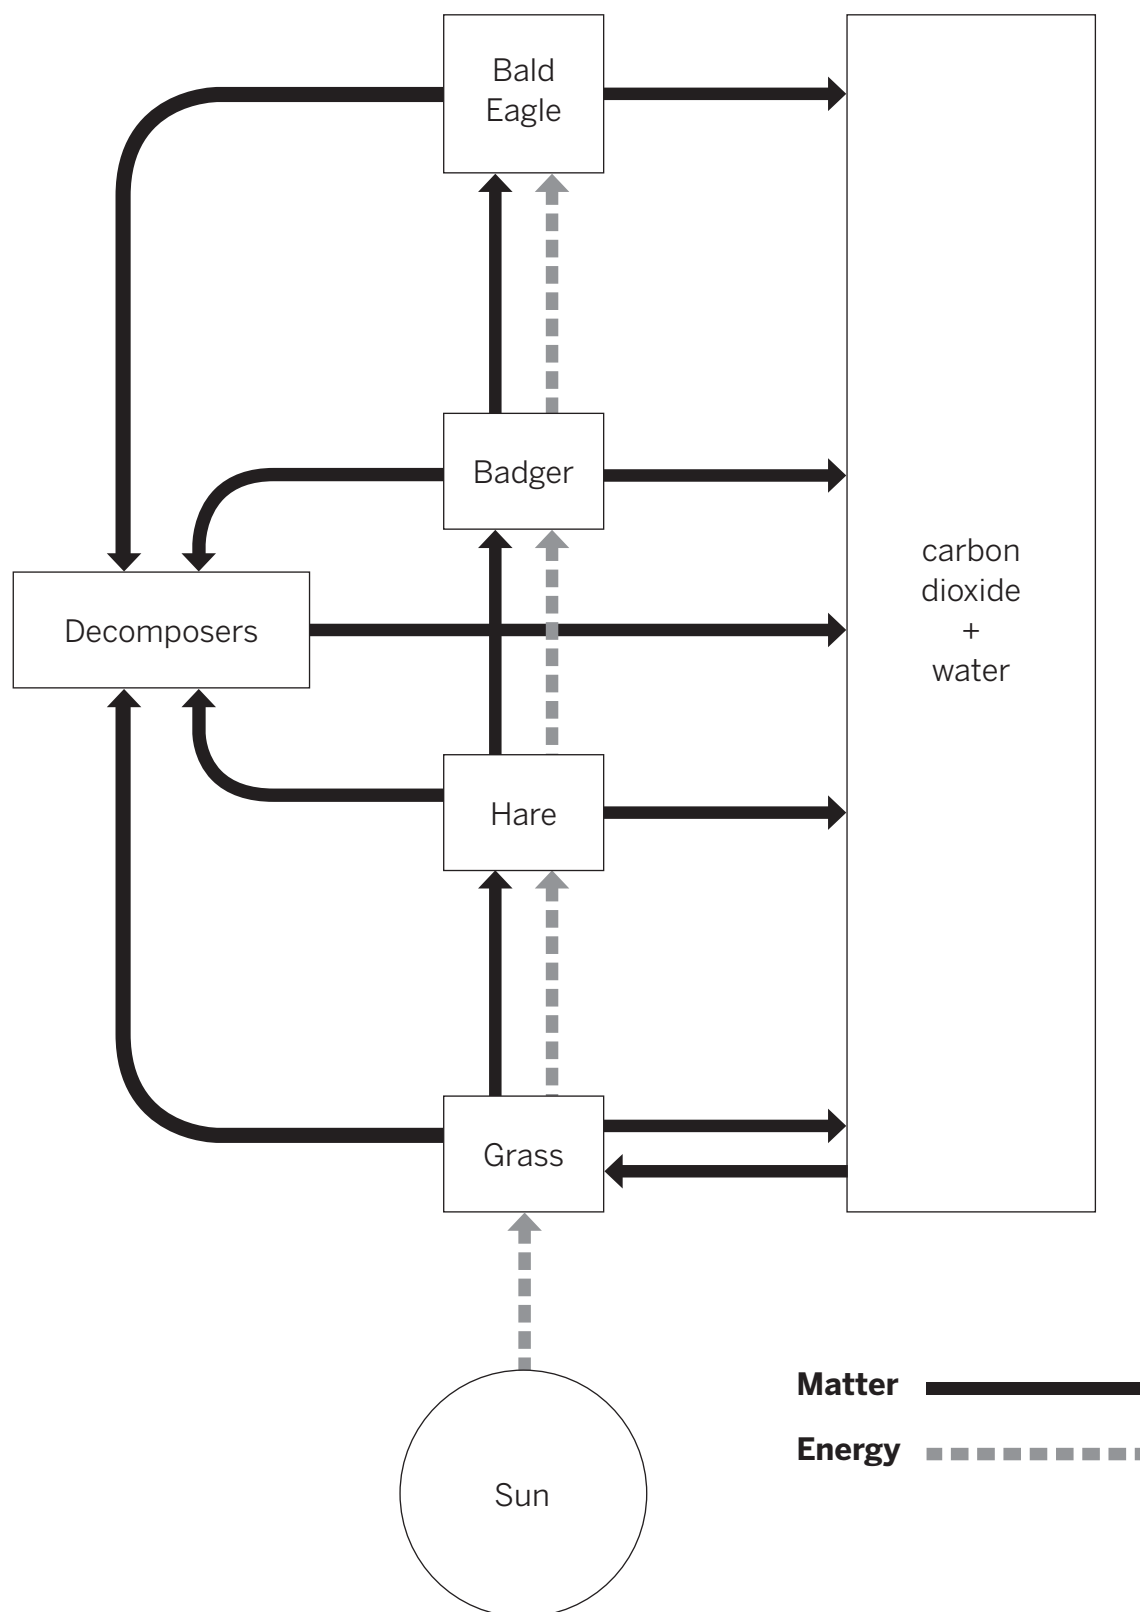 Bald
Eagle
Badger
carbon
dioxide
+
water
Decomposers
Hare
Grass
Matter
Energy
Sun